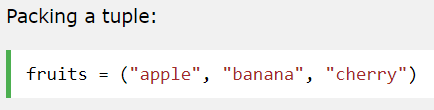 Packing a tuple:
fruits = ("apple", "banana", "cherry")